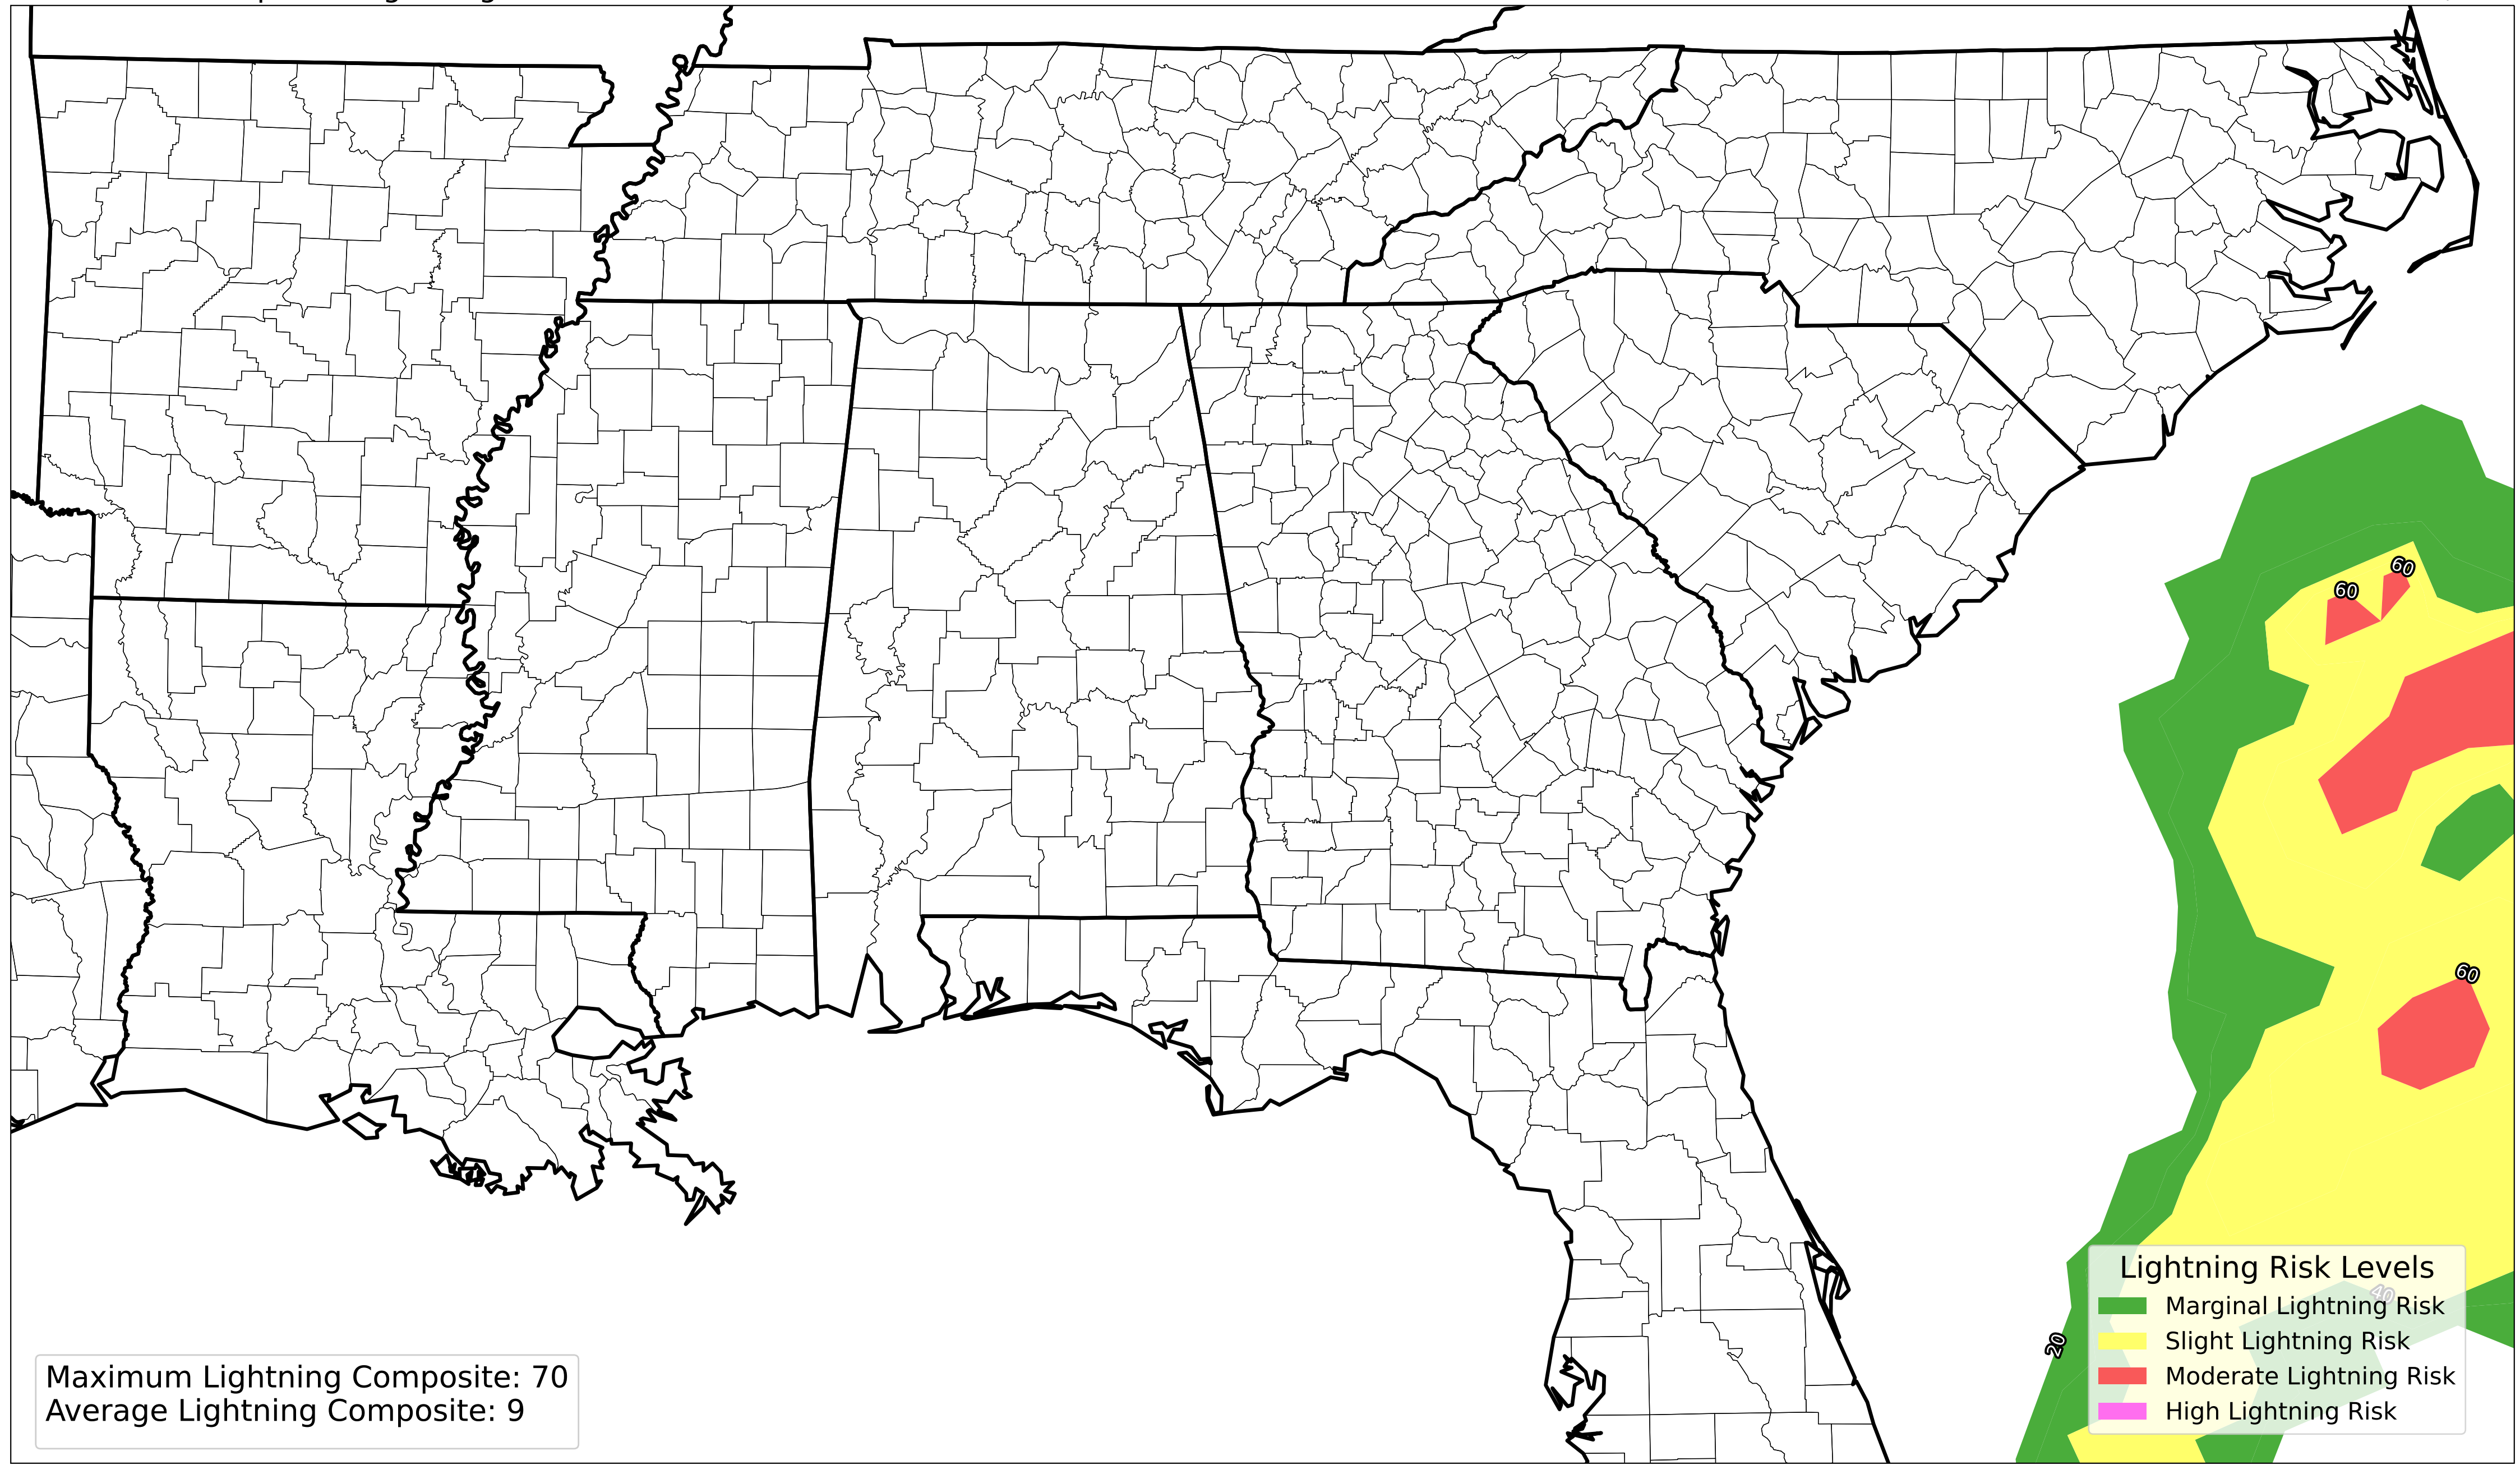 60
60
60
20
40
Lightning Risk Levels
Marginal Lightning Risk
Slight Lightning Risk
Moderate Lightning Risk
High Lightning Risk
Maximum Lightning Composite: 70
Average Lightning Composite: 9